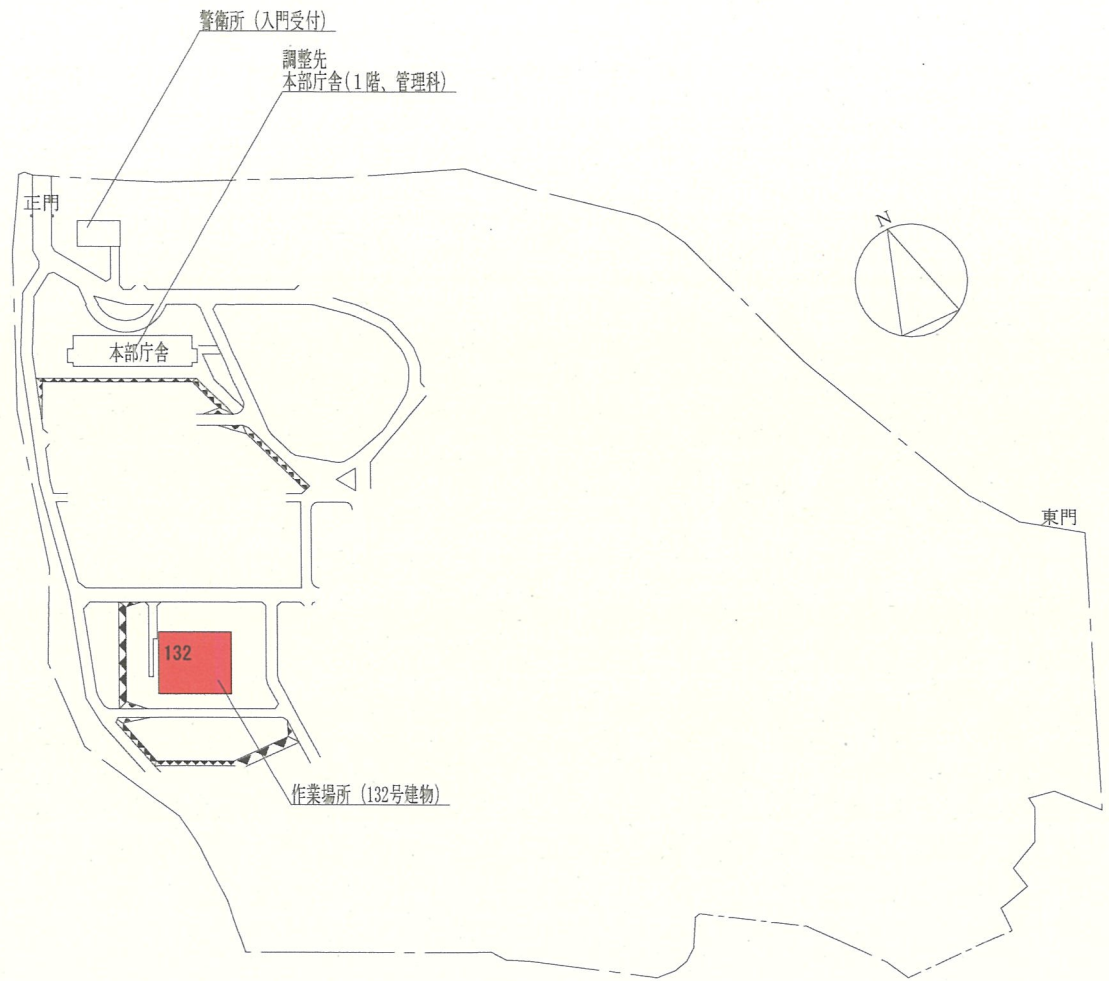 警衛所（入門受付）
調整先
本部庁舎(１階、管理科)
正門
N
本部庁舎
東門
132
作業場所（132号建物）